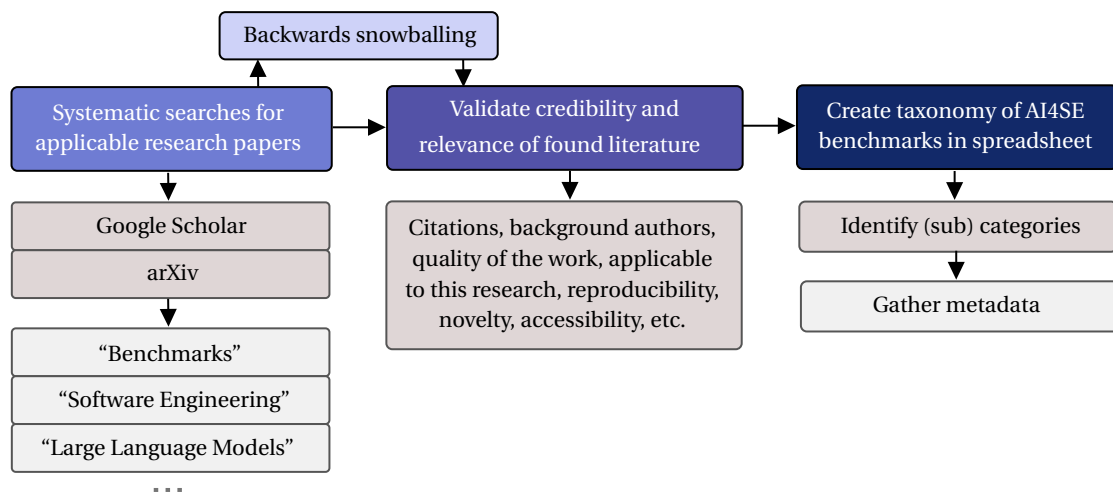 Backwards snowballing
Systematic searches for
applicable research papers
Validate credibility and
relevance of found literature
Create taxonomy of AI4SE
benchmarks in spreadsheet
Google Scholar
arXiv
“Benchmarks”
“Software Engineering”
“Large Language Models”
...
Citations, background authors,
quality of the work, applicable
to this research, reproducibility,
novelty, accessibility, etc.
Identify (sub) categories
Gather metadata